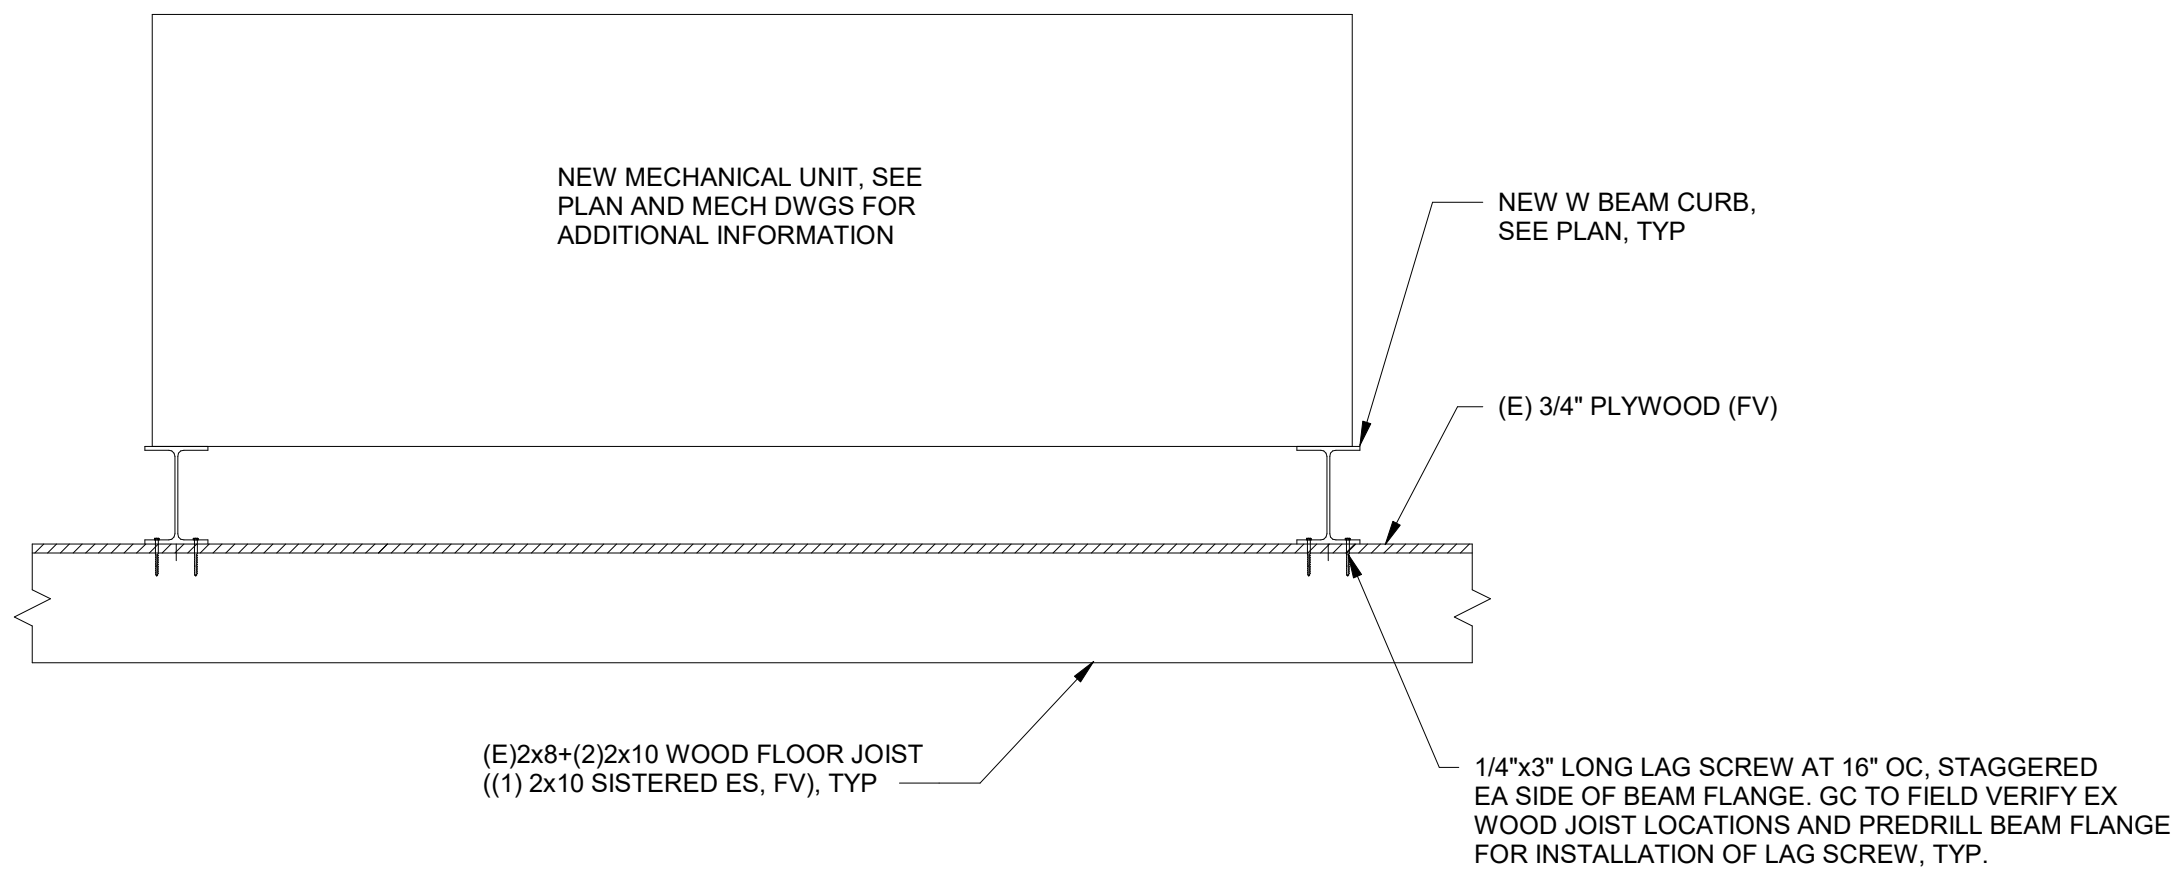 NEW MECHANICAL UNIT, SEE
PLAN AND MECH DWGS FOR
ADDITIONAL INFORMATION
NEW W BEAM CURB,
SEE PLAN, TYP
(E) 3/4" PLYWOOD (FV)
(E)2x8+(2)2x10 WOOD FLOOR JOIST
((1) 2x10 SISTERED ES, FV), TYP
1/4"x3" LONG LAG SCREW AT 16" OC, STAGGERED
EA SIDE OF BEAM FLANGE. GC TO FIELD VERIFY EX
WOOD JOIST LOCATIONS AND PREDRILL BEAM FLANGE
FOR INSTALLATION OF LAG SCREW, TYP.